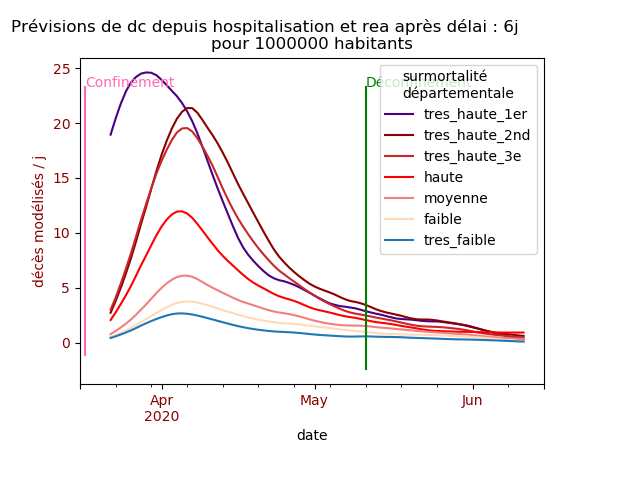 Prévisions de dc depuis hospitalisation et rea après délai : 6j
pour 1000000 habitants
Confinement
Déconfinement
surmortalité
départementale
tres_haute_1er
tres_haute_2nd
tres_haute_3e
haute
moyenne
faible
tres_faible
décès modélisés / j
25
20
15
10
5
0
Apr
2020
May
Jun
date